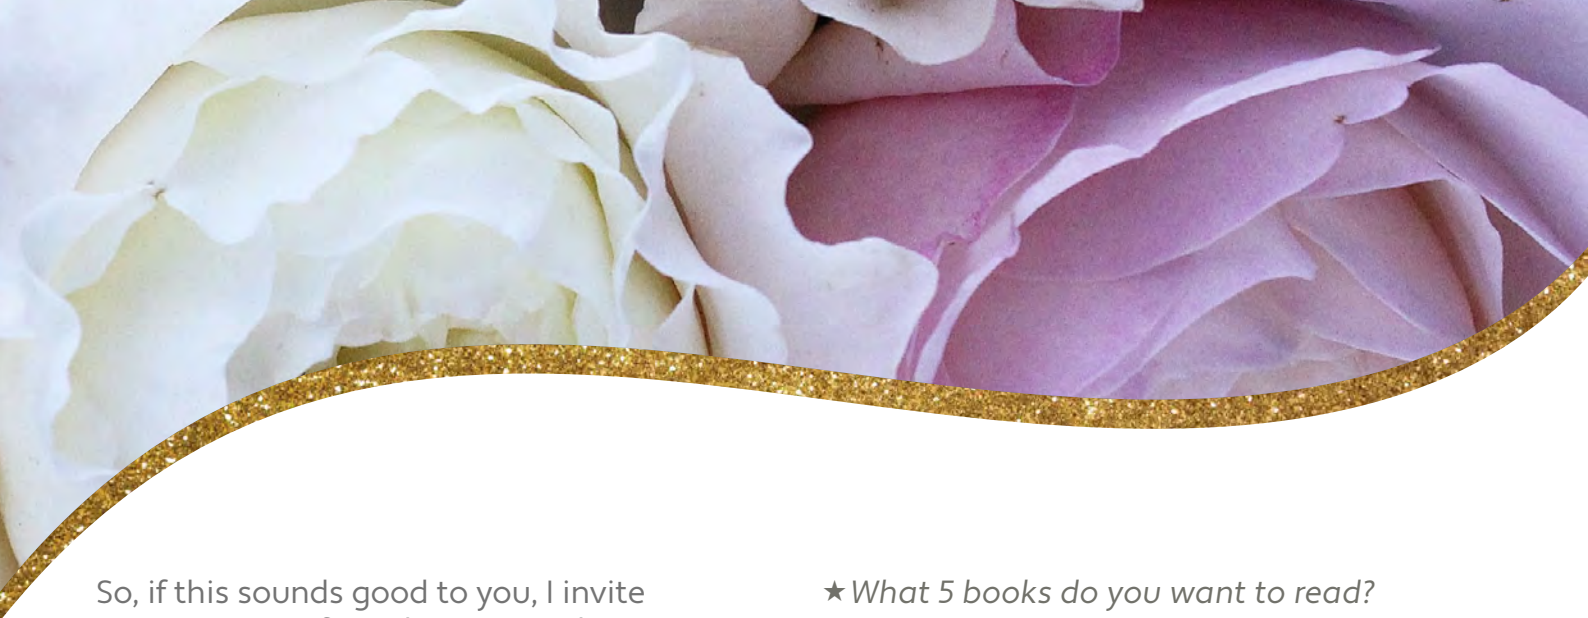 So, if this sounds good to you, I invite
★What 5 books do you want to read?